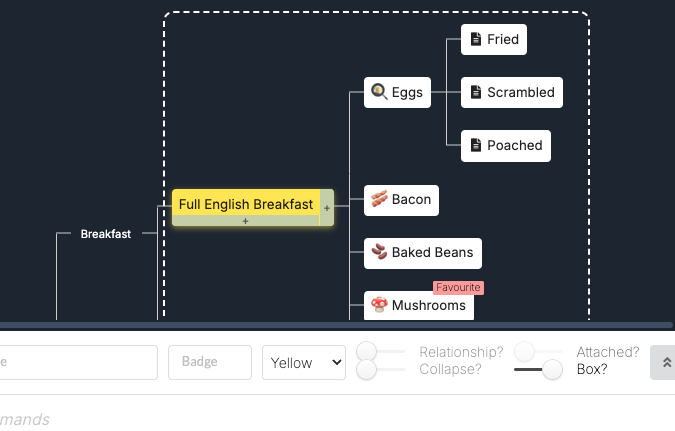 Fried
Eggs
Scrambled
Poached
Full English Breakfast
+
+
Bacon
Breakfast
Baked Beans
Favourite
Mushrooms
e
Badge
Yellow
Relationship?
Collapse?
Attached?
Box?
mands